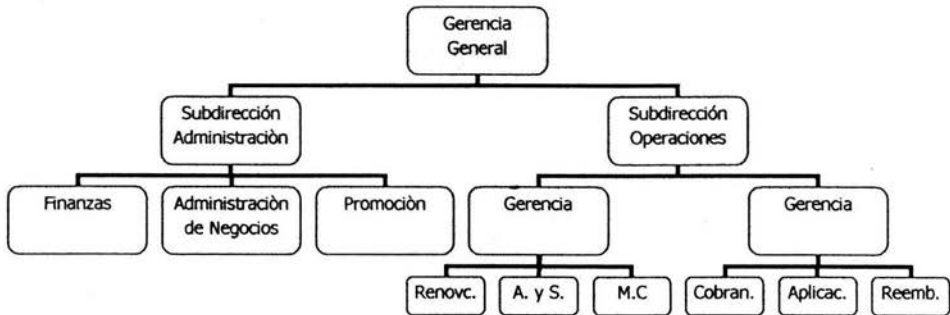 Gerencia
General
Subdirección
Administraciòn
Subdirección
Operaciones
Finanzas
Administraciòn
de Negocios
Promociòn
Gerencia
Gerencia
Renovc.
A. y S.
M.C
Cobran.
Aplicac.
Reemb.